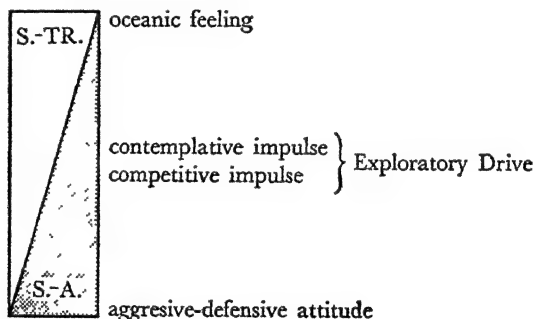 S.-TR.
oceanic feeling
contemplative impulse
competitive impulse
Exploratory Drive
S.-A.
aggresive-defensive attitude